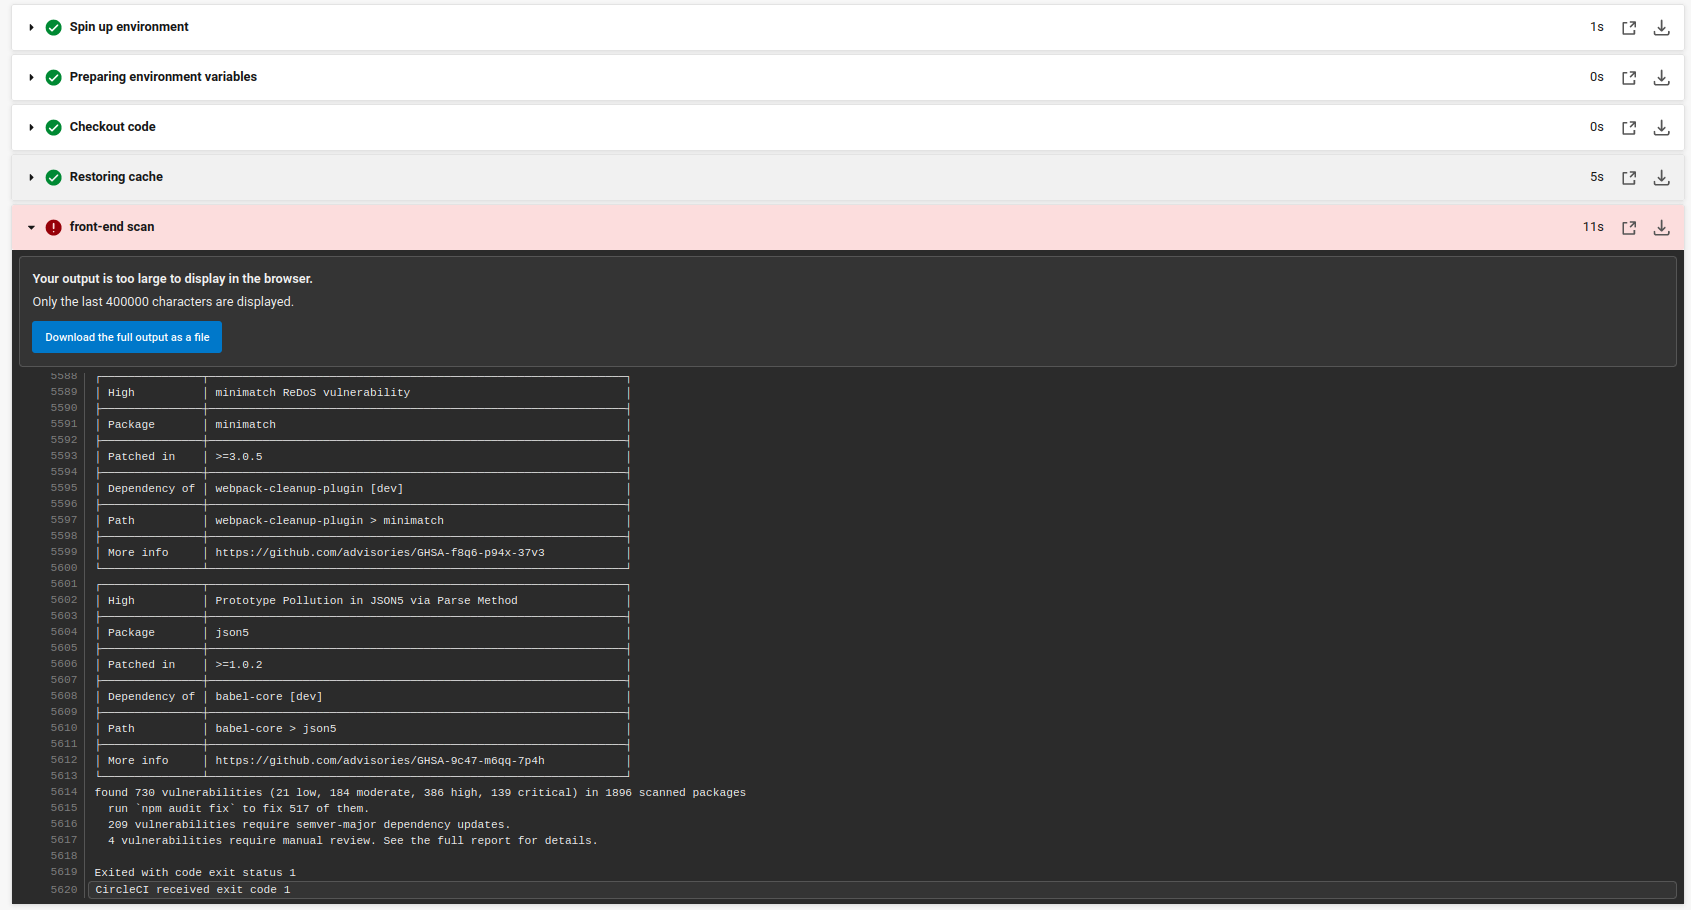 Spin up environment 1s
Preparing environment variables 0s
Checkout code 0s
Restoring cache 5s
front-end scan 11s
Your output is too large to display in the browser.
Only the last 400000 characters are displayed.
Download the full output as a file
5588
5589 High minimatch ReDoS vulnerability
5590
5591 Package minimatch
5592
5593 Patched in >=3.0.5
5594
5595 Dependency of webpack-cleanup-plugin [dev]
5596
5597 Path webpack-cleanup-plugin > minimatch
5598
5599 More info https://github.com/advisories/GHSA-f8q6-p94x-37v3
5600
5601
5602 High Prototype Pollution in JSON5 via Parse Method
5603
5604 Package json5
5605
5606 Patched in >=1.0.2
5607
5608 Dependency of babel-core [dev]
5609
5610 Path babel-core > json5
5611
5612 More info https://github.com/advisories/GHSA-9c47-m6qq-7p4h
5613
5614 found 730 vulnerabilities (21 low, 184 moderate, 386 high, 139 critical) in 1896 scanned packages
5615 run `npm audit fix` to fix 517 of them.
5616 209 vulnerabilities require semver-major dependency updates.
5617 4 vulnerabilities require manual review. See the full report for details.
5618
5619 Exited with code exit status 1
5620 CircleCI received exit code 1